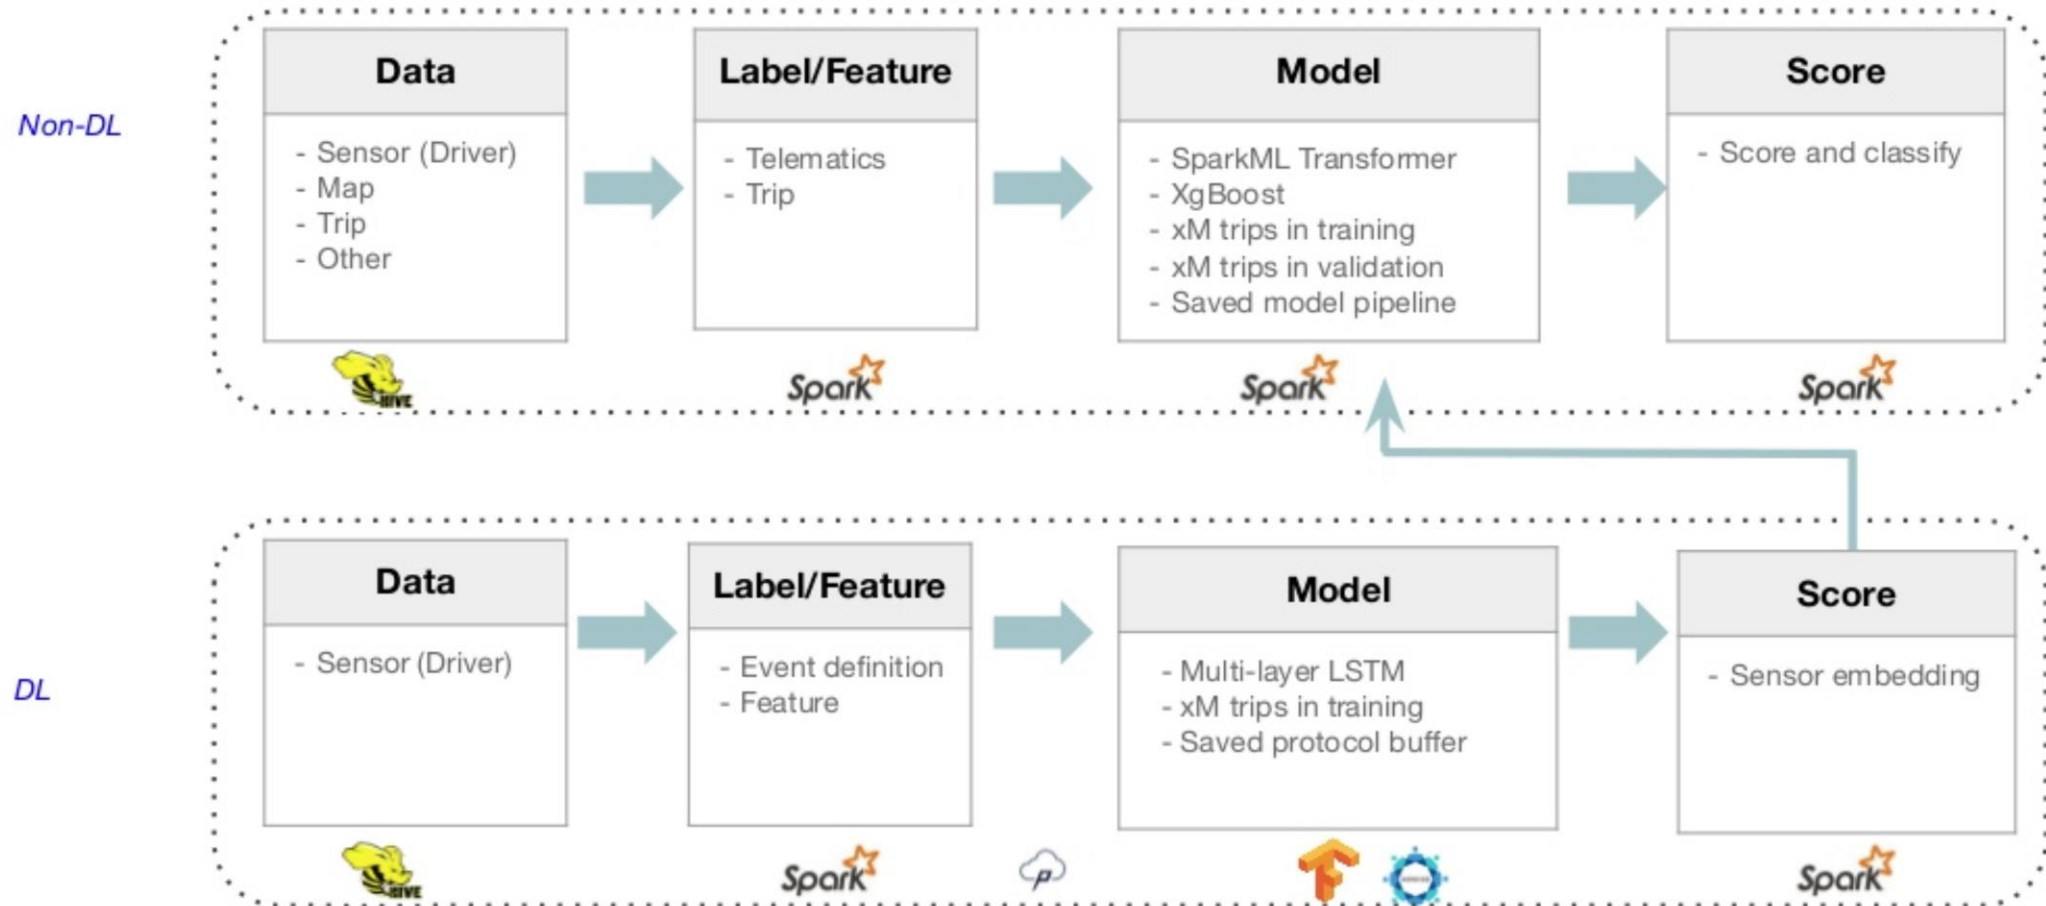 Non-DL
Data
- Sensor (Driver)
- Map
- Trip
- Other
HIVE
Label/Feature
- Telematics
- Trip
Spark
Model
- SparkML Transformer
- XgBoost
- xM trips in training
- xM trips in validation
- Saved model pipeline
Spark
Score
- Score and classify
Spark
DL
Data
- Sensor (Driver)
HIVE
Label/Feature
- Event definition
- Feature
Spark
Model
- Multi-layer LSTM
- xM trips in training
- Saved protocol buffer
Score
- Sensor embedding
Spark